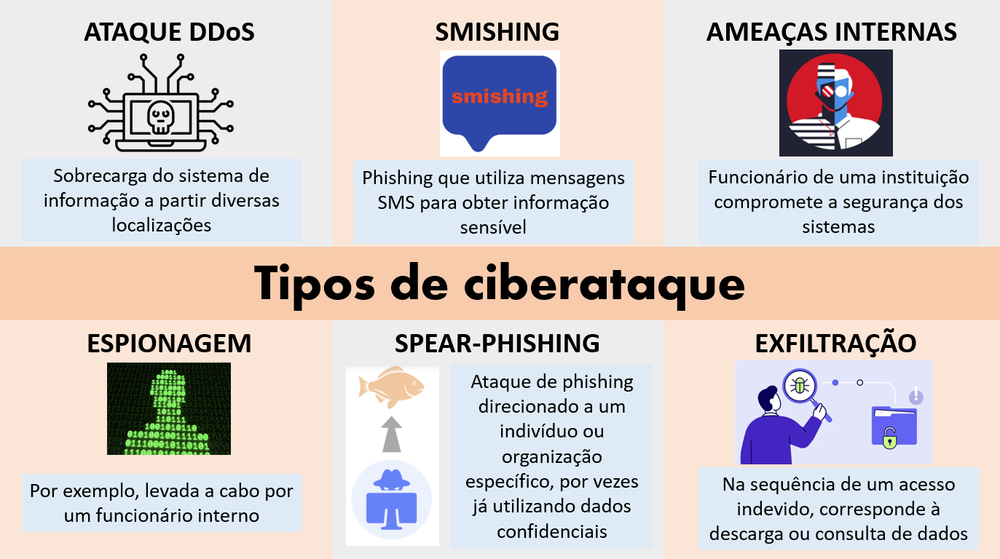 ATAQUE DDoS
Sobrecarga do sistema de
informação a partir diversas
localizações
SMISHING
smishing
Phishing que utiliza mensagens
SMS para obter informação
sensível
AMEAÇAS INTERNAS
Funcionário de uma instituição
compromete a segurança dos
sistemas
Tipos de ciberataque
ESPIONAGEM
Por exemplo, levada a cabo por
um funcionário interno
SPEAR-PHISHING
Ataque de phishing
direcionado a um
indivíduo ou
organização
específico, por vezes
já utilizando dados
confidenciais
EXFILTRAÇÃO
Na sequência de um acesso
indevido, corresponde à
descarga ou consulta de dados